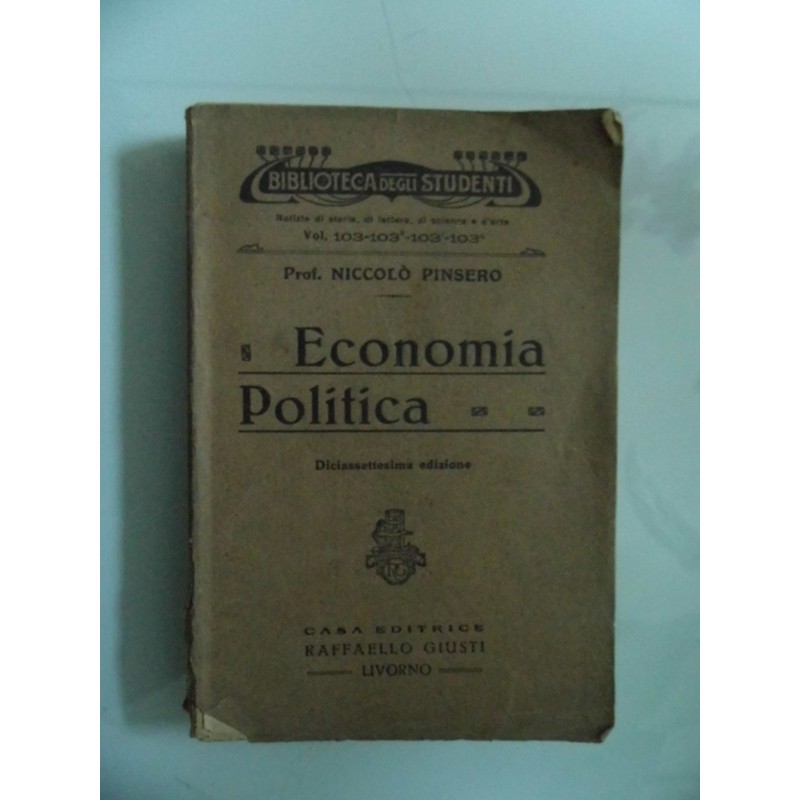 BIBLIOTECA DEGLI STUDENTI
Notizie di storia, di lettere, di scienze e d'arte
Vol. 103-103²-103³-103⁴
Prof. NICCOLÒ PINSERO
Economia
Politica
Diciassettesima edizione
RG
CASA EDITRICE
RAFFAELLO GIUSTI
LIVORNO